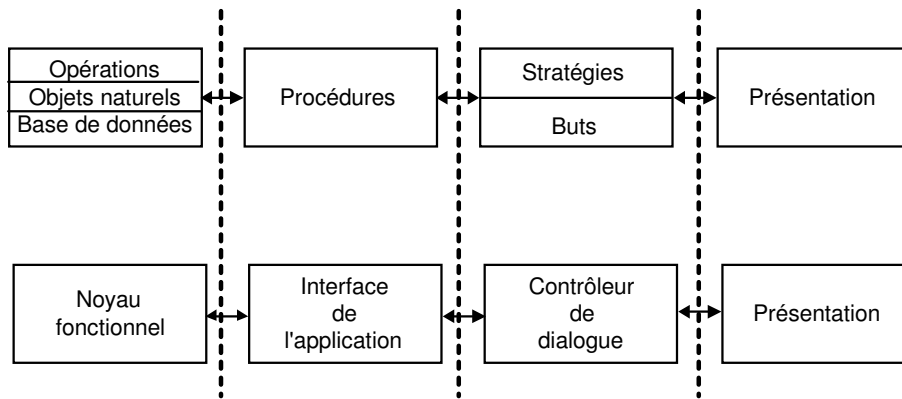 Opérations
Objets naturels
Base de données
Procédures
Stratégies
Buts
Présentation
Noyau
fonctionnel
Interface
de
l'application
Contrôleur
de
dialogue
Présentation